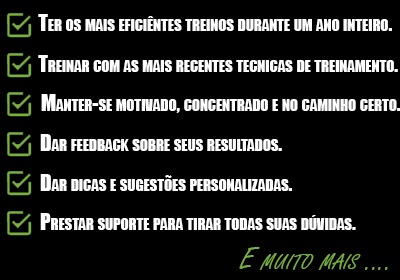 Ter os mais eficiêntes treinos durante um ano inteiro.
Treinar com as mais recentes tecnicas de treinamento.
Manter-se motivado, concentrado e no caminho certo.
Dar feedback sobre seus resultados.
Dar dicas e sugestões personalizadas.
Prestar suporte para tirar todas suas dúvidas.
E muito mais ....